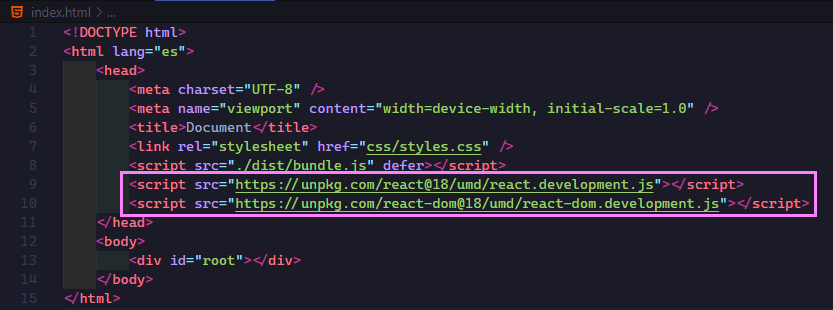 index.html > ...
1 <!DOCTYPE html>
2 <html lang="es">
3 <head>
4 <meta charset="UTF-8" />
5 <meta name="viewport" content="width=device-width, initial-scale=1.0" />
6 <title>Document</title>
7 <link rel="stylesheet" href="css/styles.css" />
8 <script src="./dist/bundle.js" defer></script>
9 <script src="https://unpkg.com/react@18/umd/react.development.js"></script>
10 <script src="https://unpkg.com/react-dom@18/umd/react-dom.development.js"></script>
11 </head>
12 <body>
13 <div id="root"></div>
14 </body>
15 </html>